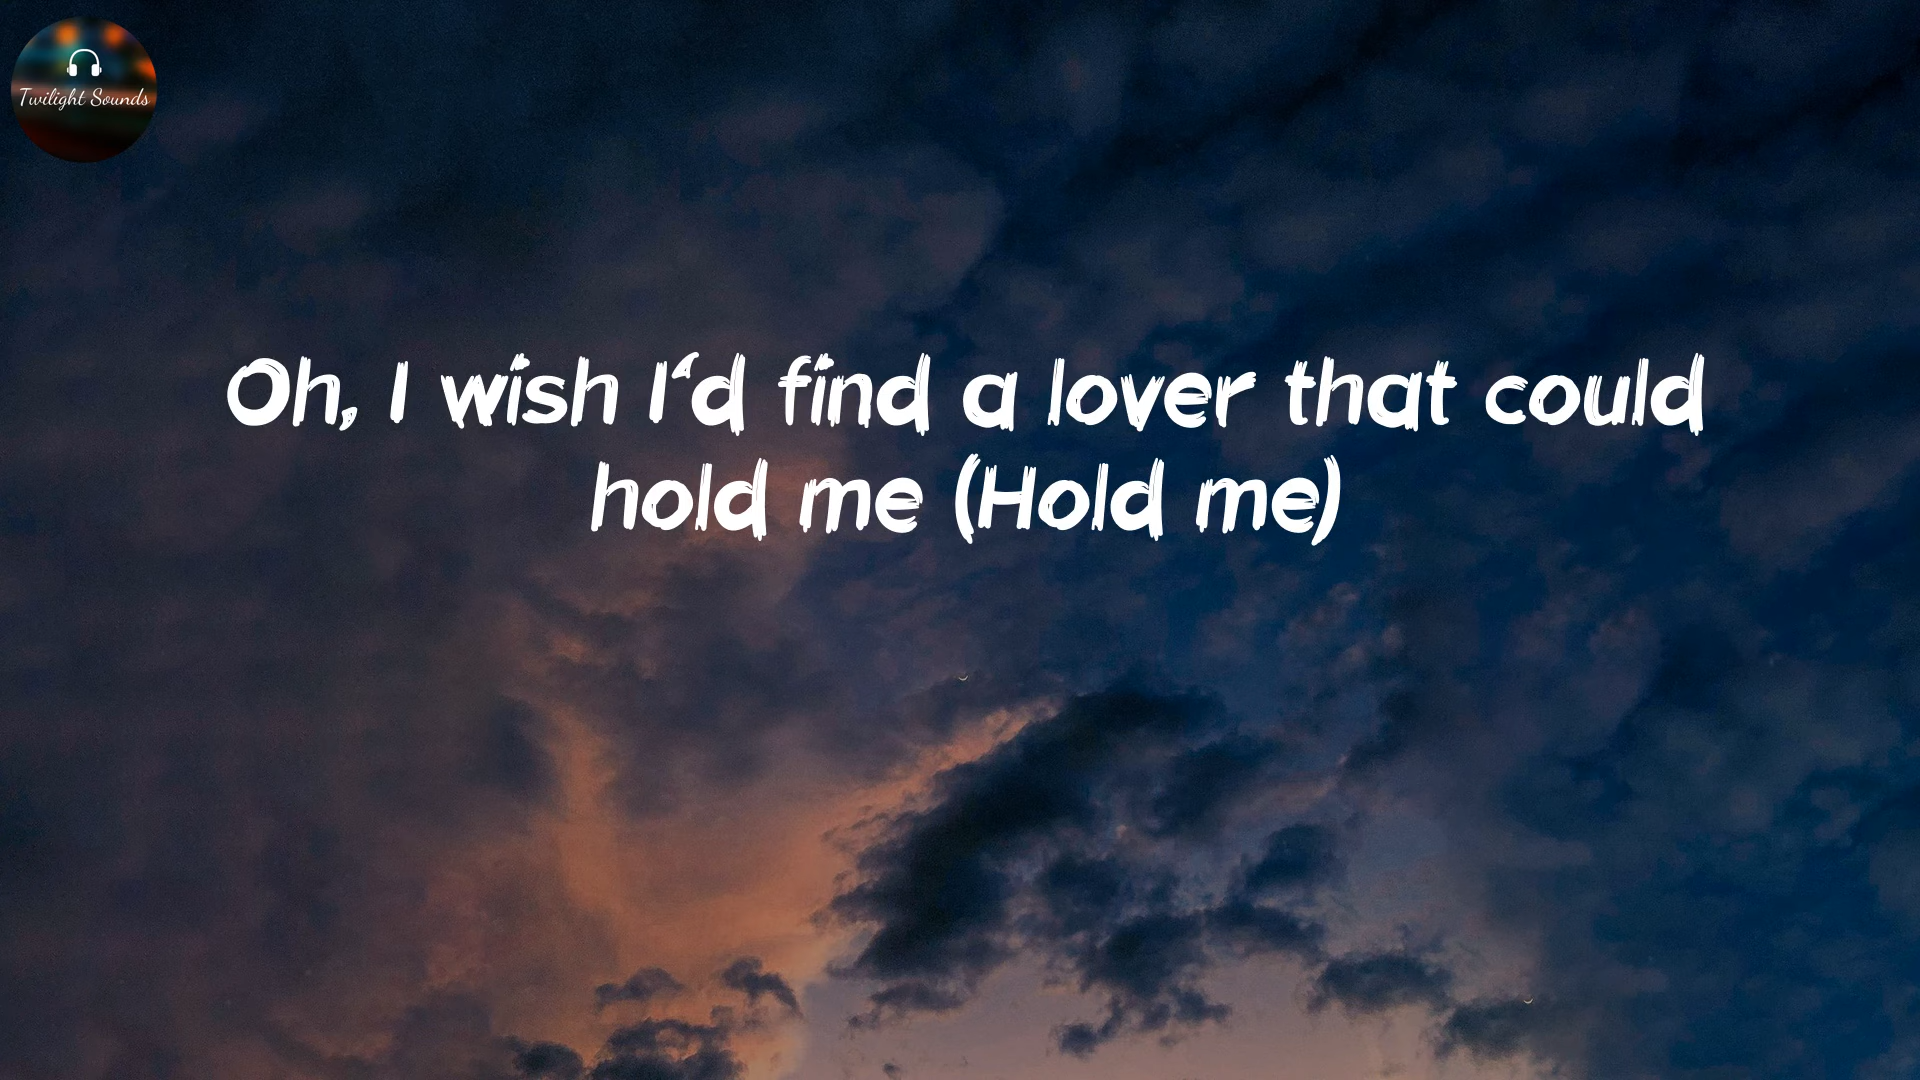 Twilight Sounds
Oh, I wish I‘d find a lover that could
hold me (Hold me)